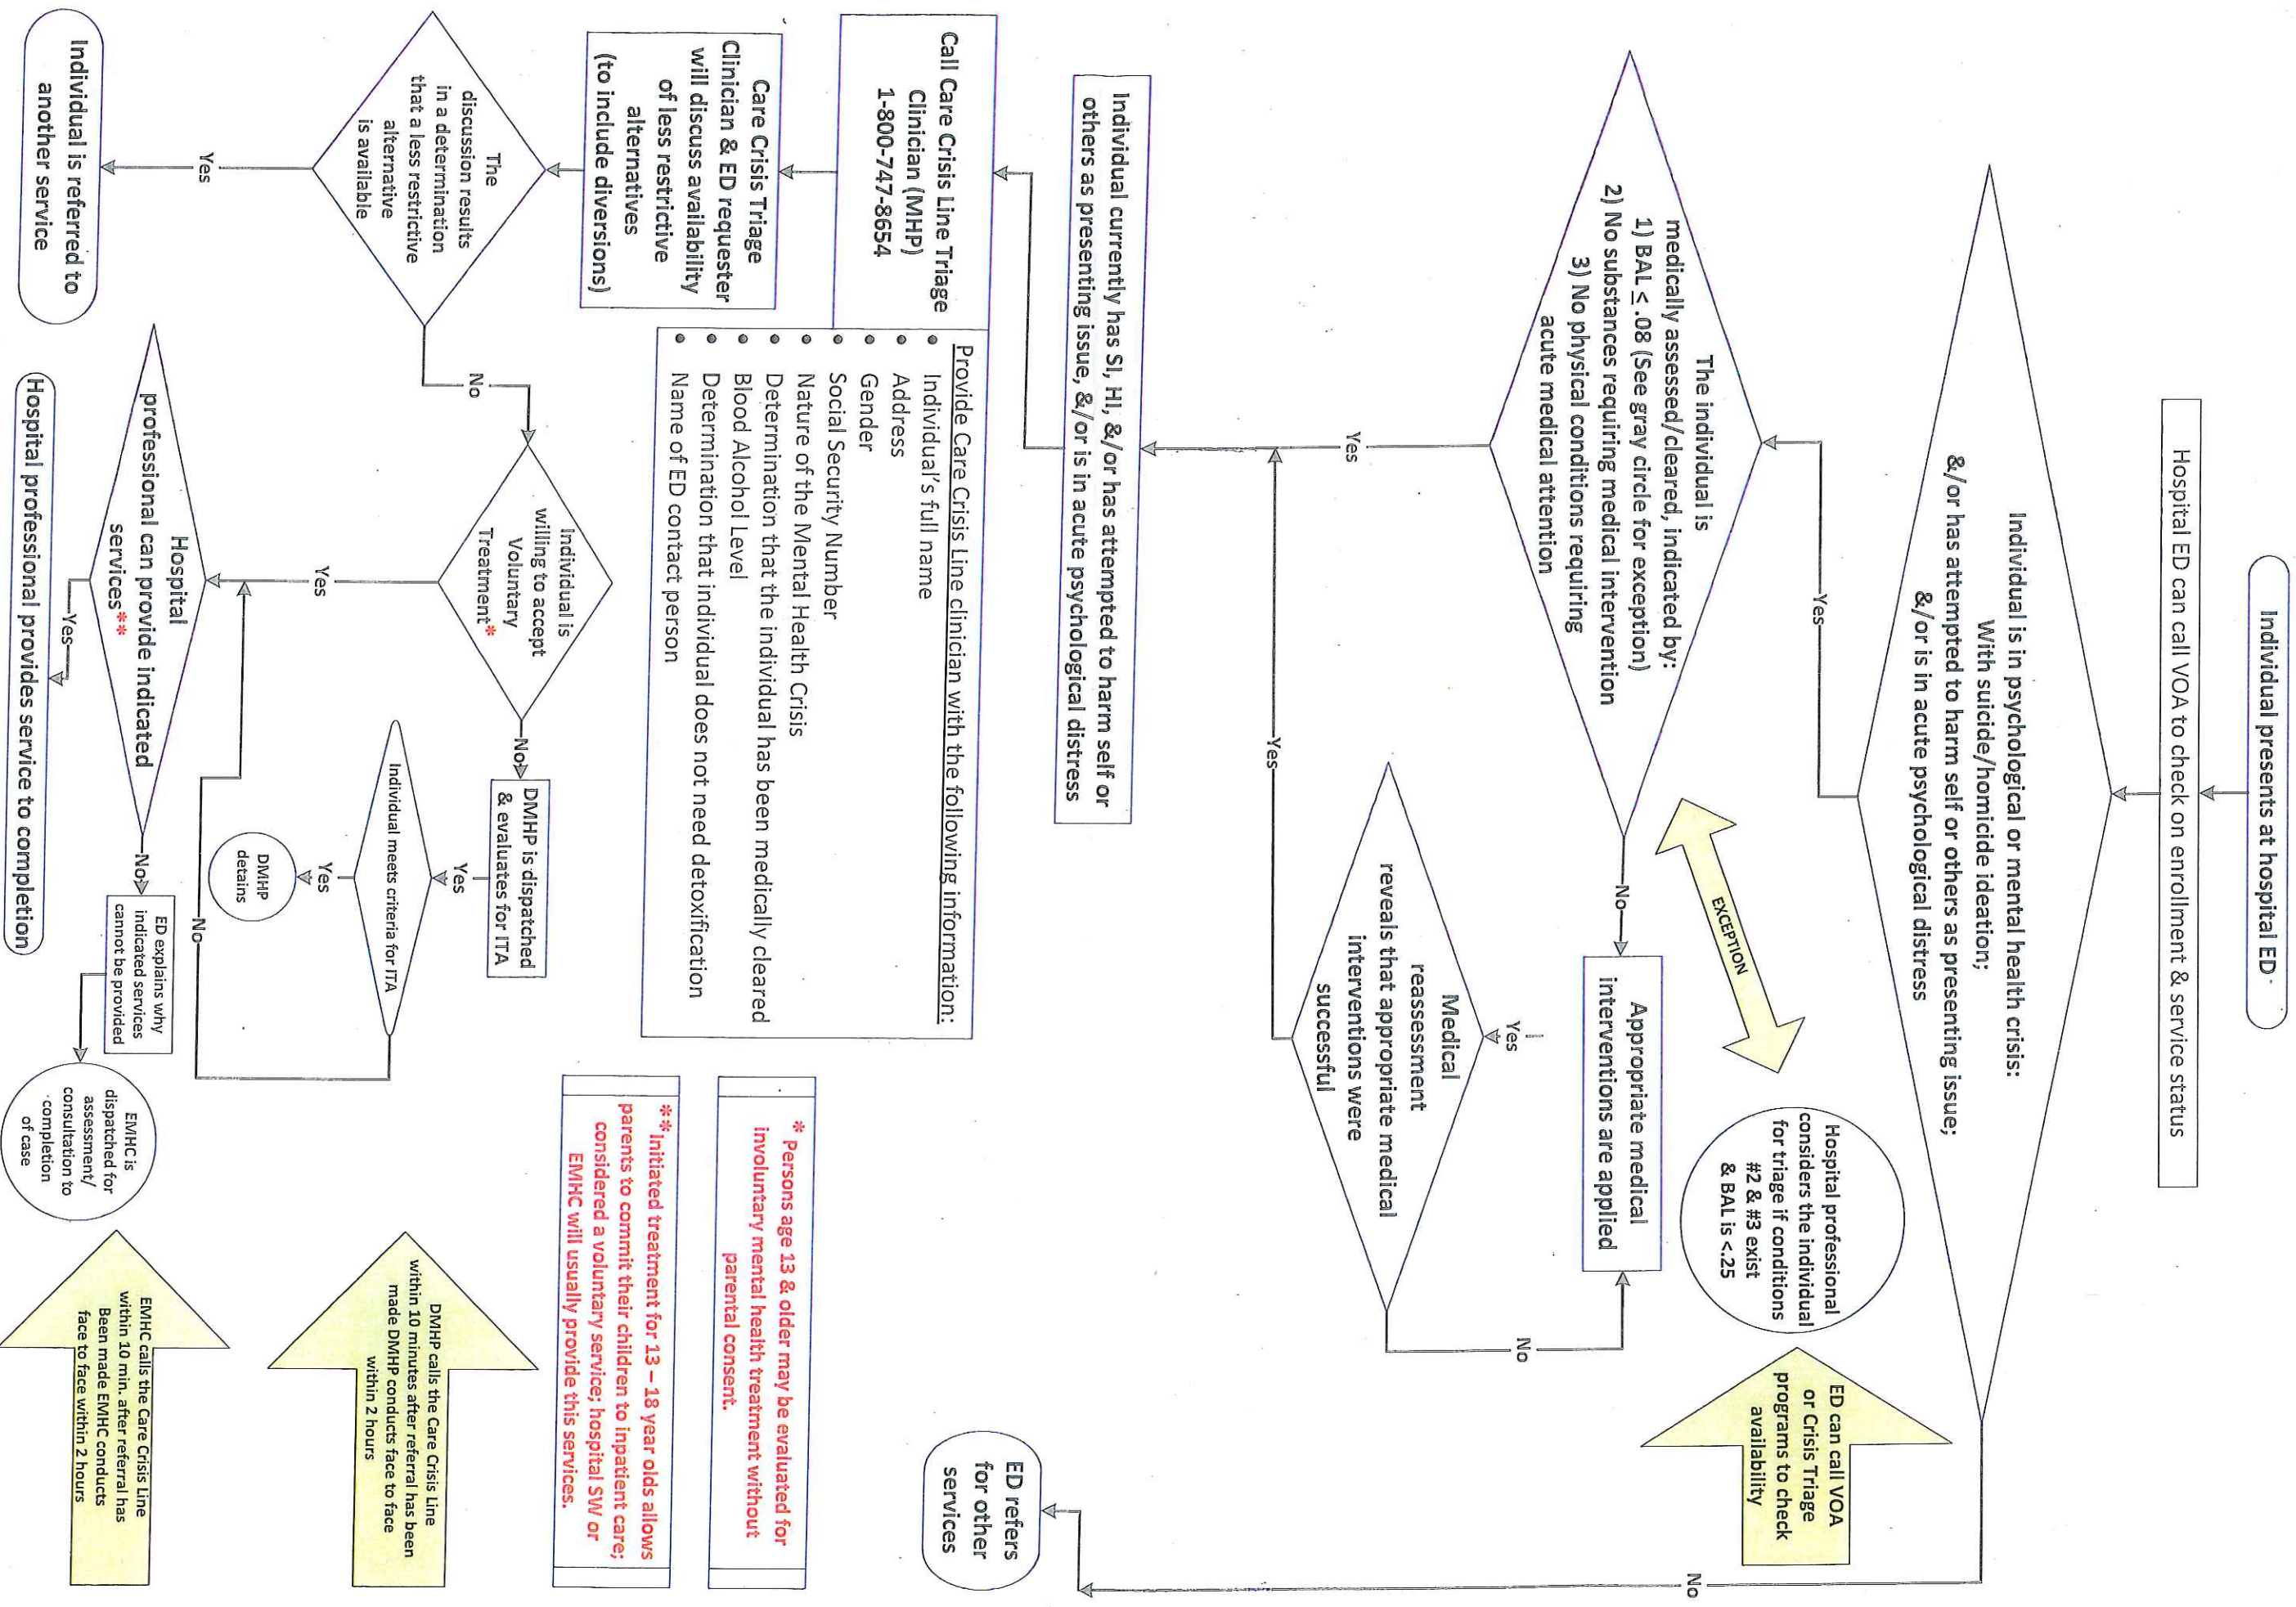 Individual presents at hospital ED
Hospital ED can call VOA to check on enrollment & service status
Individual is in psychological or mental health crisis:
With suicide/homicide ideation;
&/or has attempted to harm self or others as presenting issue;
&/or is in acute psychological distress
Yes
No
The individual is
medically assessed/cleared, indicated by:
1) BAL ≤ .08 (See gray circle for exception)
2) No substances requiring medical intervention
3) No physical conditions requiring
acute medical attention
EXCEPTION
Hospital professional
considers the individual
for triage if conditions
#2 & #3 exist
& BAL is <.25
ED can call VOA
or Crisis Triage
programs to check
availability
No
Appropriate medical
interventions are applied
Yes
No
Medical
reassessment
reveals that appropriate medical
interventions were
successful
Yes
Yes
Individual currently has SI, HI, &/or has attempted to harm self or
others as presenting issue, &/or is in acute psychological distress
ED refers
for other
services
Call Care Crisis Line Triage
Clinician (MHP)
1-800-747-8654
Provide Care Crisis Line clinician with the following information:
• Individual's full name
• Address
• Gender
• Social Security Number
• Nature of the Mental Health Crisis
• Determination that the individual has been medically cleared
• Blood Alcohol Level
• Determination that individual does not need detoxification
• Name of ED contact person
* Persons age 13 & older may be evaluated for
involuntary mental health treatment without
parental consent.
**Initiated treatment for 13 – 18 year olds allows
parents to commit their children to inpatient care;
considered a voluntary service; hospital SW or
EMHC will usually provide this services.
Care Crisis Triage
Clinician & ED requester
will discuss availability
of less restrictive
alternatives
(to include diversions)
The
discussion results
in a determination
that a less restrictive
alternative
is available
No
Yes
Individual is referred to
another service
Individual is
willing to accept
Voluntary
Treatment*
No
DMHP is dispatched
& evaluates for ITA
Yes
Individual meets criteria for ITA
Yes
DMHP
detains
No
Yes
DMHP calls the Care Crisis Line
within 10 minutes after referral has been
made DMHP conducts face to face
within 2 hours
Hospital
professional can provide indicated
services**
Yes
Hospital professional provides service to completion
No
ED explains why
indicated services
cannot be provided
EMHC is
dispatched for
assessment/
consultation to
completion
of case
EMHC calls the Care Crisis Line
within 10 min. after referral has
Been made EMHC conducts
face to face within 2 hours